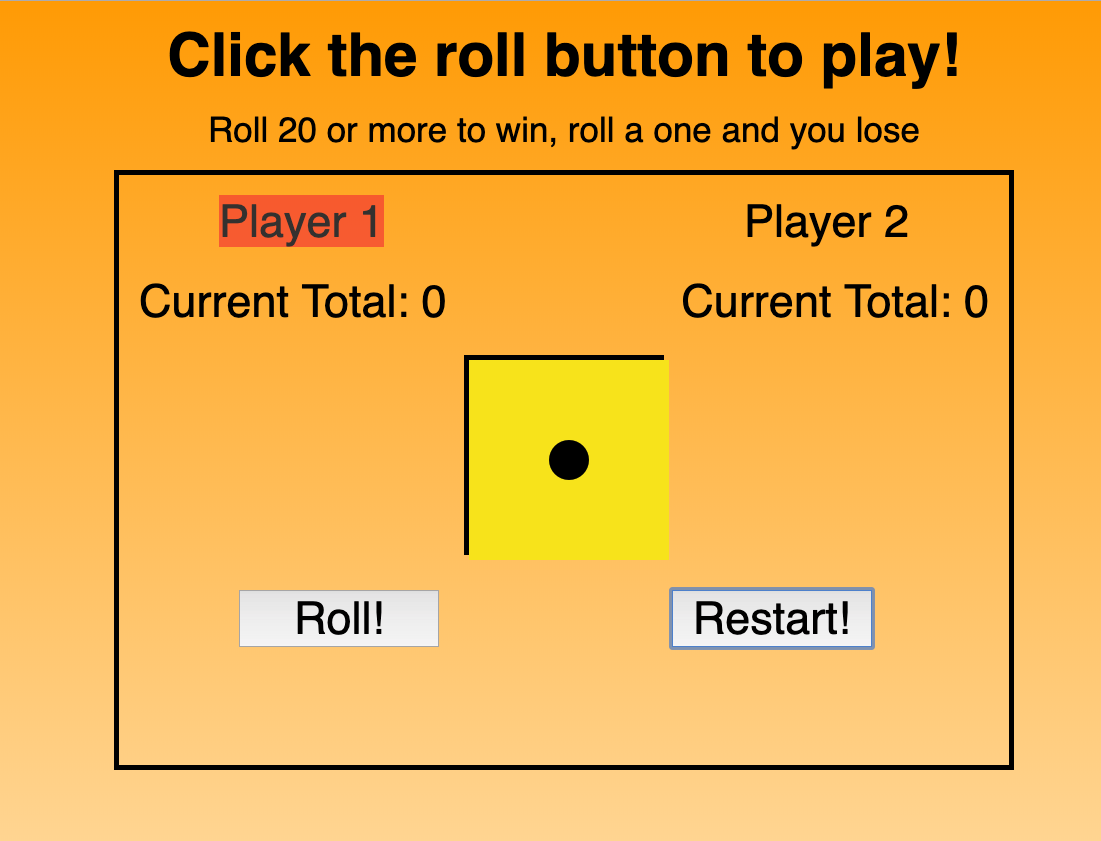 Click the roll button to play!
Roll 20 or more to win, roll a one and you lose
Player 1 Player 2
Current Total: 0 Current Total: 0
Roll! Restart!